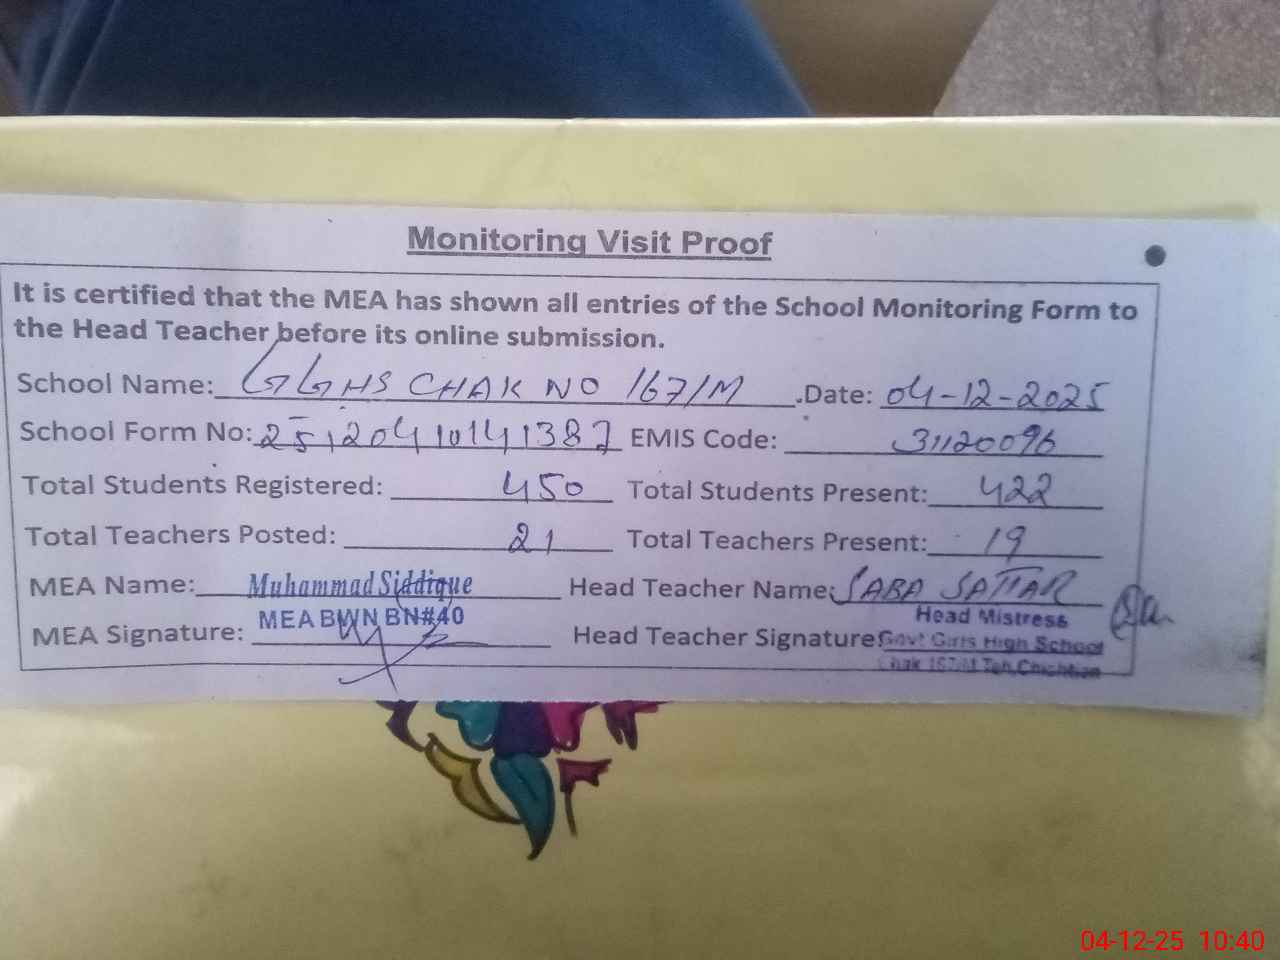 Monitoring Visit Proof
It is certified that the MEA has shown all entries of the School Monitoring Form to
the Head Teacher before its online submission.
School Name: GGHS CHAK NO 167/M .Date: 04-12-2025
School Form No: 25120410141387 EMIS Code: 31120096
Total Students Registered: 450 Total Students Present: 422
Total Teachers Posted: 21 Total Teachers Present: 19
MEA Name: Muhammad Siddique Head Teacher Name: SABA SATTAR
MEA BWN BN#40 Head Mistress
MEA Signature: Head Teacher Signature: Govt Girls High School
Chak 167/M Teh.Chishtian
04-12-25 10:40